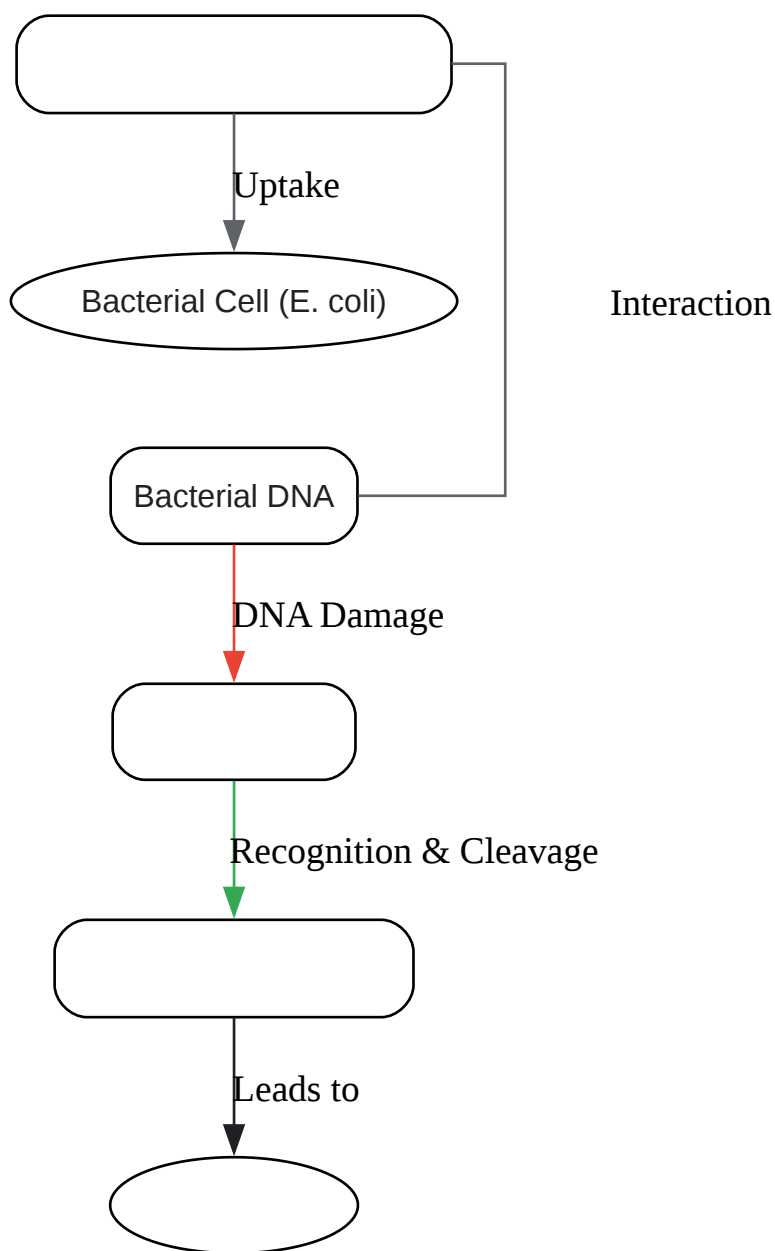 Uptake
Bacterial Cell (E. coli)
Interaction
Bacterial DNA
DNA Damage
Recognition & Cleavage
Leads to